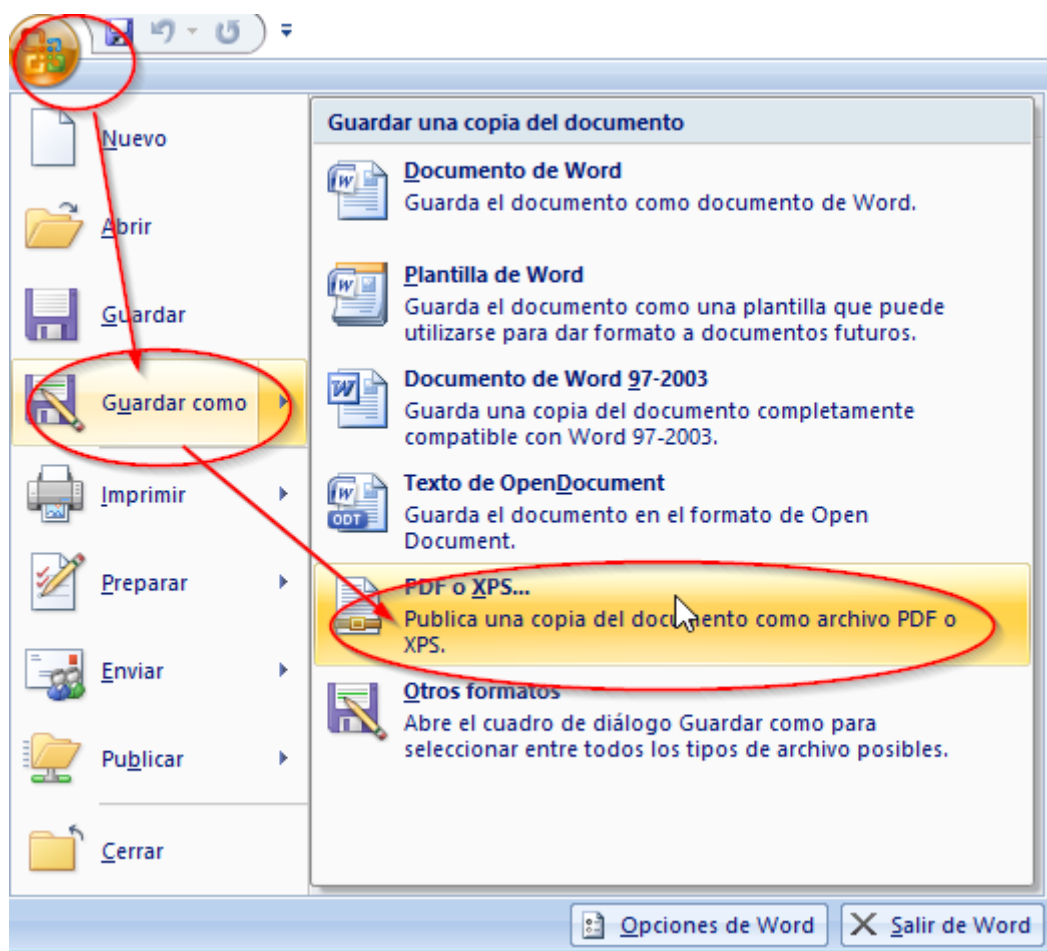 Nuevo
Abrir
Guardar
Guardar como
Imprimir
Preparar
Enviar
Publicar
Cerrar
Guardar una copia del documento
Documento de Word
Guarda el documento como documento de Word.
Plantilla de Word
Guarda el documento como una plantilla que puede
utilizarse para dar formato a documentos futuros.
Documento de Word 97-2003
Guarda una copia del documento completamente
compatible con Word 97-2003.
Texto de OpenDocument
Guarda el documento en el formato de Open
Document.
ODT
PDF o XPS...
Publica una copia del documento como archivo PDF o
XPS.
Otros formatos
Abre el cuadro de diálogo Guardar como para
seleccionar entre todos los tipos de archivo posibles.
Opciones de Word
Salir de Word